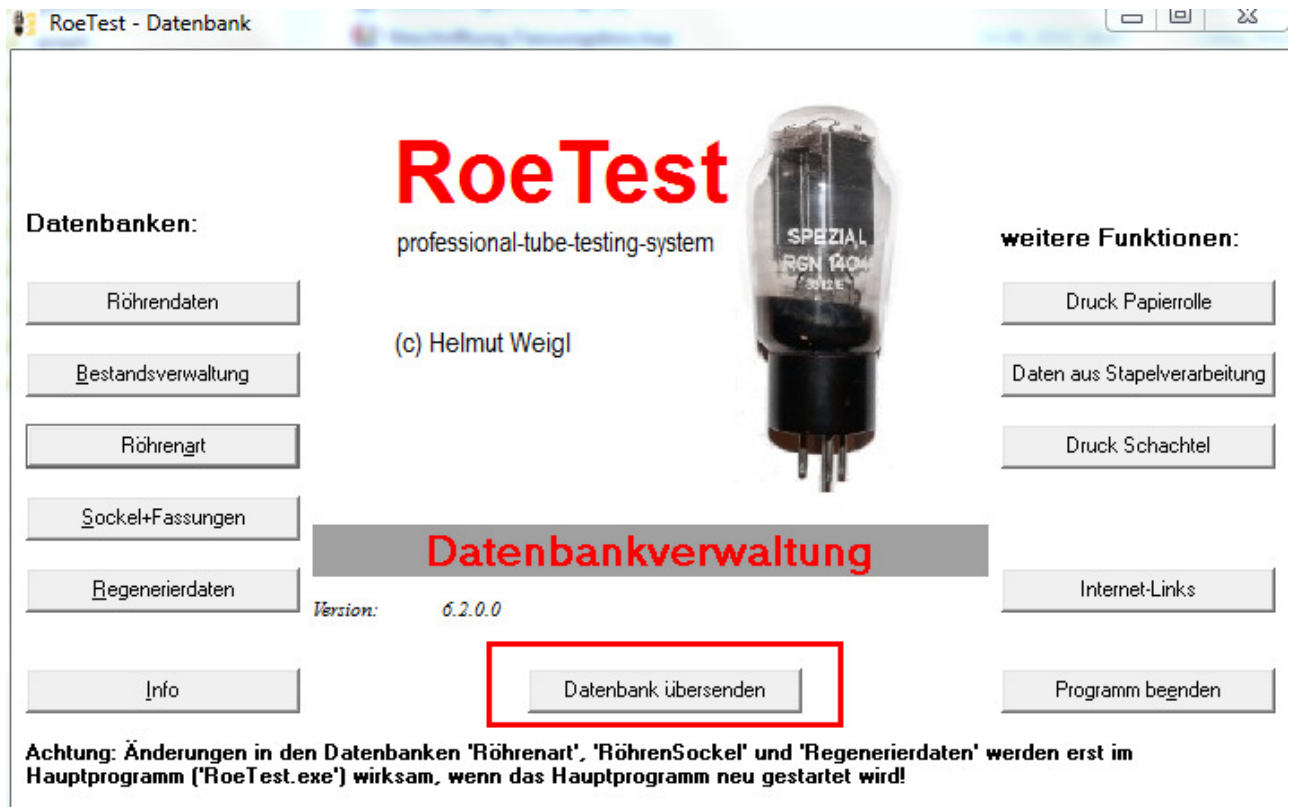 RoeTest - Datenbank
RoeTest
professional-tube-testing-system
(c) Helmut Weigl
SPEZIAL
RGN 1404
Datenbanken:
Röhrendaten
Bestandsverwaltung
Röhrenart
Sockel+Fassungen
Regenerierdaten
Info
weitere Funktionen:
Druck Papierrolle
Daten aus Stapelverarbeitung
Druck Schachtel
Internet-Links
Programm beenden
Datenbankverwaltung
Version: 6.2.0.0
Datenbank übersenden
Achtung: Änderungen in den Datenbanken 'Röhrenart', 'RöhrenSockel' und 'Regenerierdaten' werden erst im
Hauptprogramm ('RoeTest.exe') wirksam, wenn das Hauptprogramm neu gestartet wird!